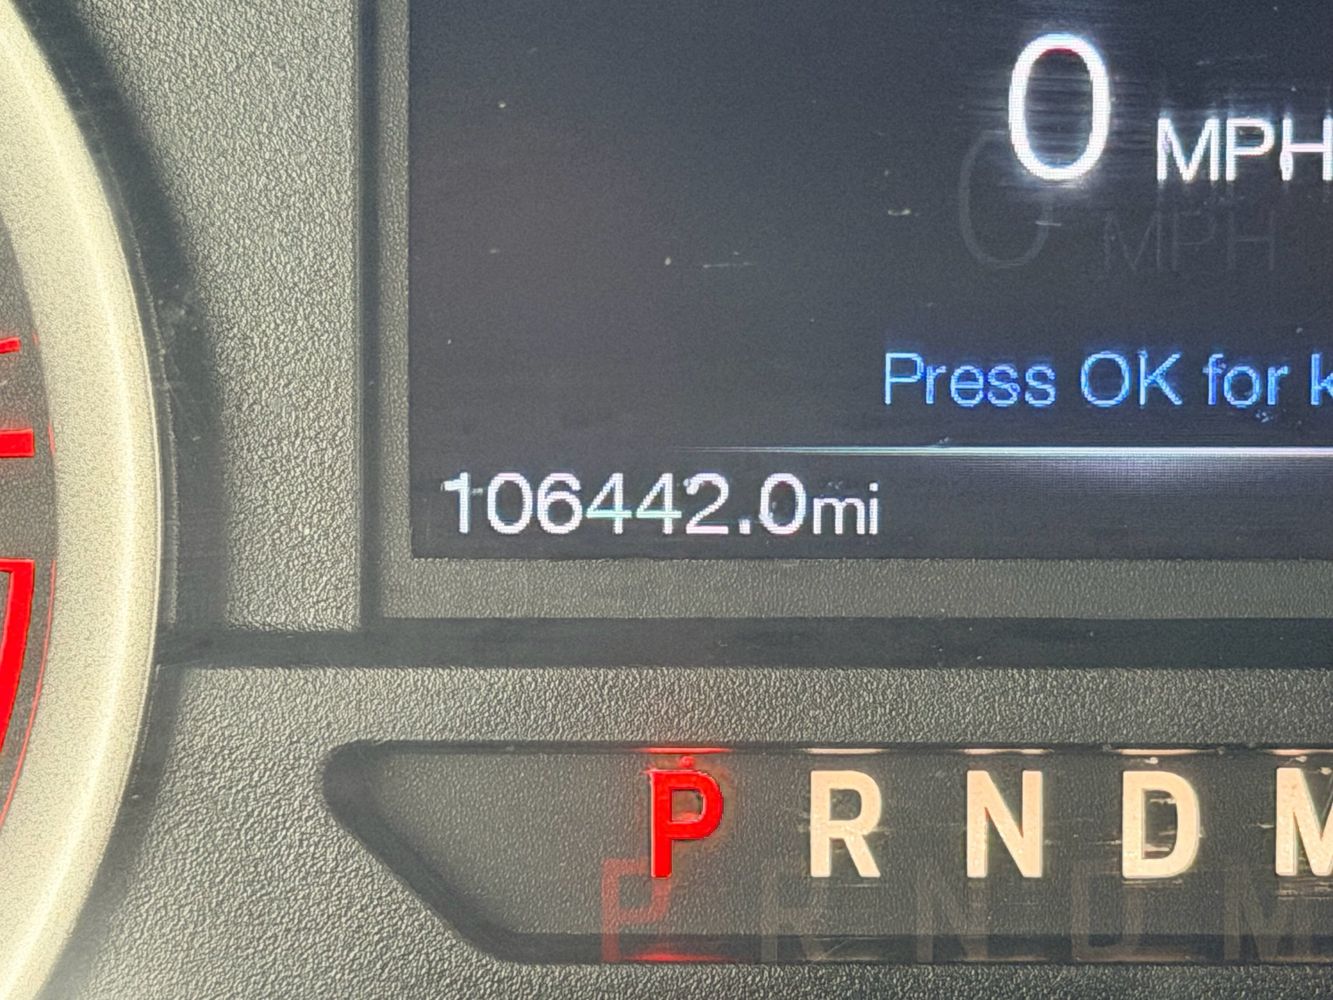 0 MPH
Press OK for k
106442.0mi
P R N D M